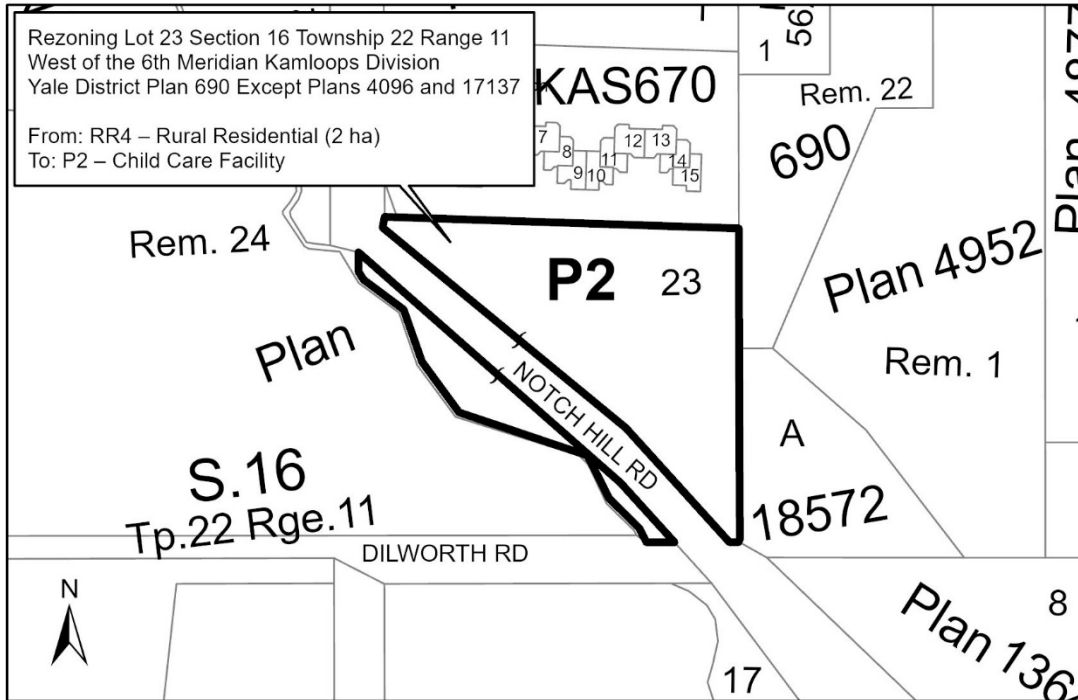 Rezoning Lot 23 Section 16 Township 22 Range 11
West of the 6th Meridian Kamloops Division
Yale District Plan 690 Except Plans 4096 and 17137
From: RR4 – Rural Residential (2 ha)
To: P2 – Child Care Facility
KAS670
1
Rem. 22
690
7
8
9
10
11
12
13
14
15
Rem. 24
P2
23
Plan 4952
Plan
Rem. 1
NOTCH HILL RD
A
S.16
Tp.22 Rge.11
18572
DILWORTH RD
N
Plan
8
17